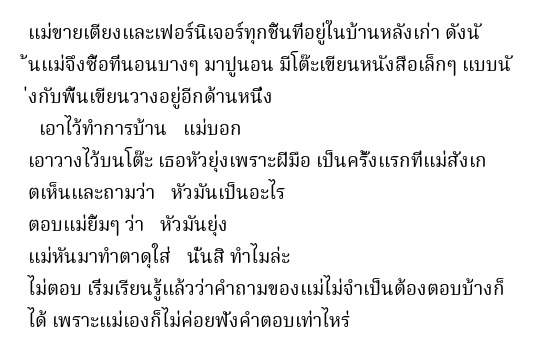 แม่ขายเตียงและเฟอร์นิเจอร์ทุกชิ้นที่อยู่ในบ้านหลังเก่า ดังนั
้นแม่จึงซื้อที่นอนบางๆ มาปูนอน มีโต๊ะเขียนหนังสือเล็กๆ แบบนั
่งกับพื้นเขียนวางอยู่อีกด้านหนึ่ง
เอาไว้ทำการบ้าน แม่บอก
เอาวางไว้บนโต๊ะ เธอหัวยุ่งเพราะฝีมือ เป็นครั้งแรกที่แม่สังเก
ตเห็นและถามว่า หัวมันเป็นอะไร
ตอบแม่ยิ้มๆ ว่า หัวมันยุ่ง
แม่หันมาทำตาดุใส่ นั่นสิ ทำไมล่ะ
ไม่ตอบ เริ่มเรียนรู้แล้วว่าคำถามของแม่ไม่จำเป็นต้องตอบบ้างก็
ได้ เพราะแม่เองก็ไม่ค่อยฟังคำตอบเท่าไหร่